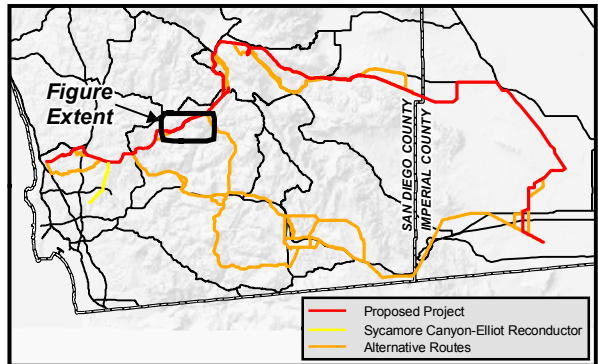 Figure
Extent
SAN DIEGO COUNTY
IMPERIAL COUNTY
Proposed Project
Sycamore Canyon-Elliot Reconductor
Alternative Routes